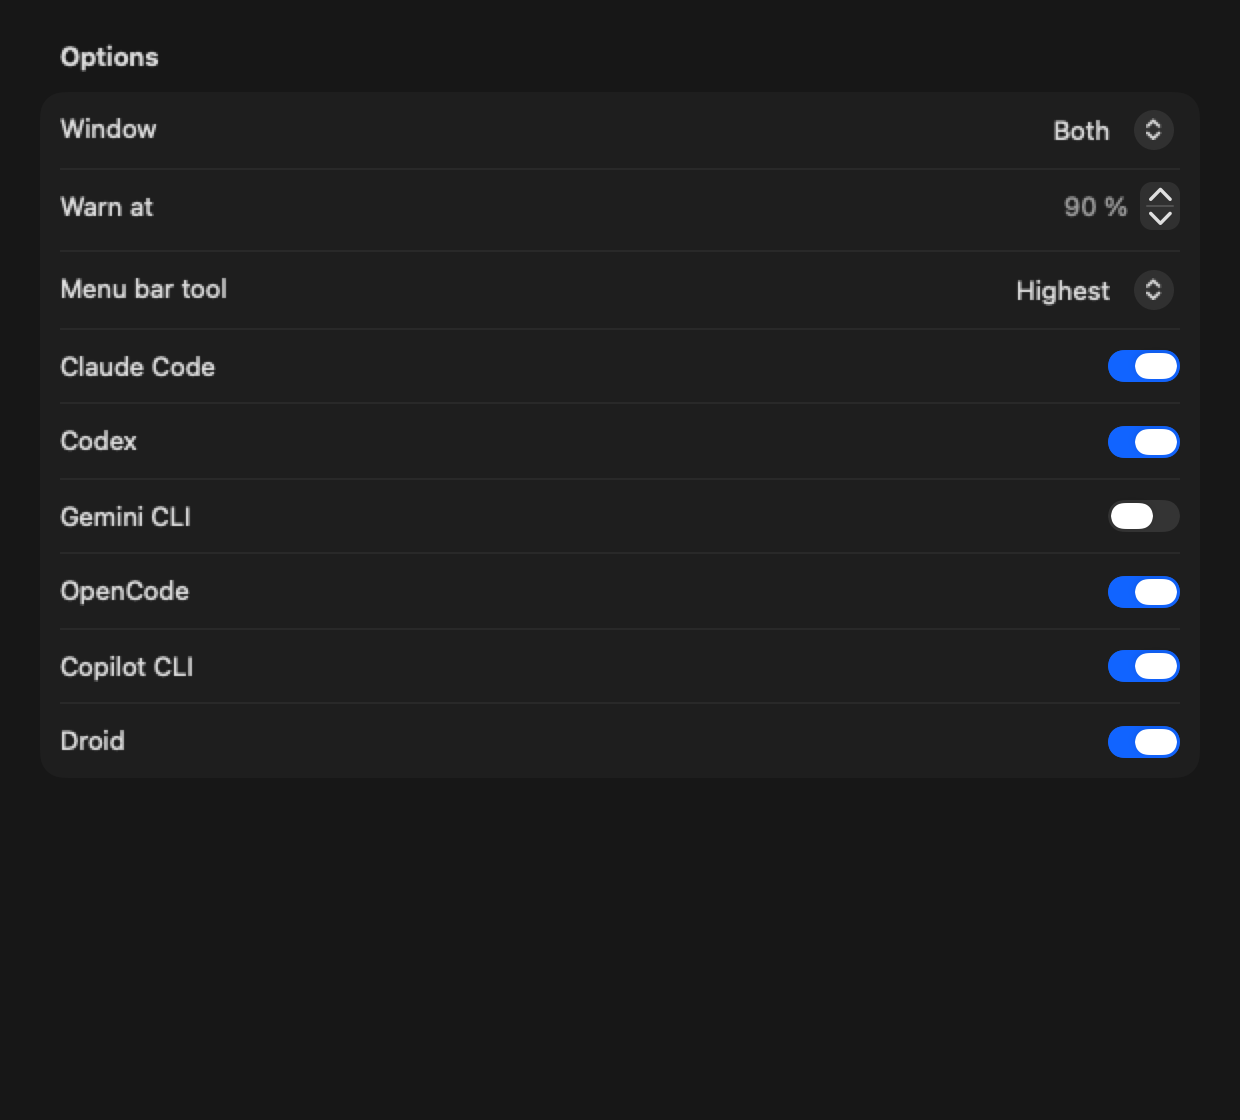 Options
Window Both
Warn at 90 %
Menu bar tool Highest
Claude Code
Codex
Gemini CLI
OpenCode
Copilot CLI
Droid